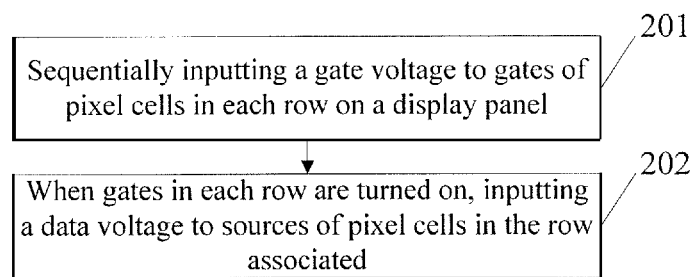 201
Sequentially inputting a gate voltage to gates of
pixel cells in each row on a display panel
202
When gates in each row are turned on, inputting
a data voltage to sources of pixel cells in the row
associated